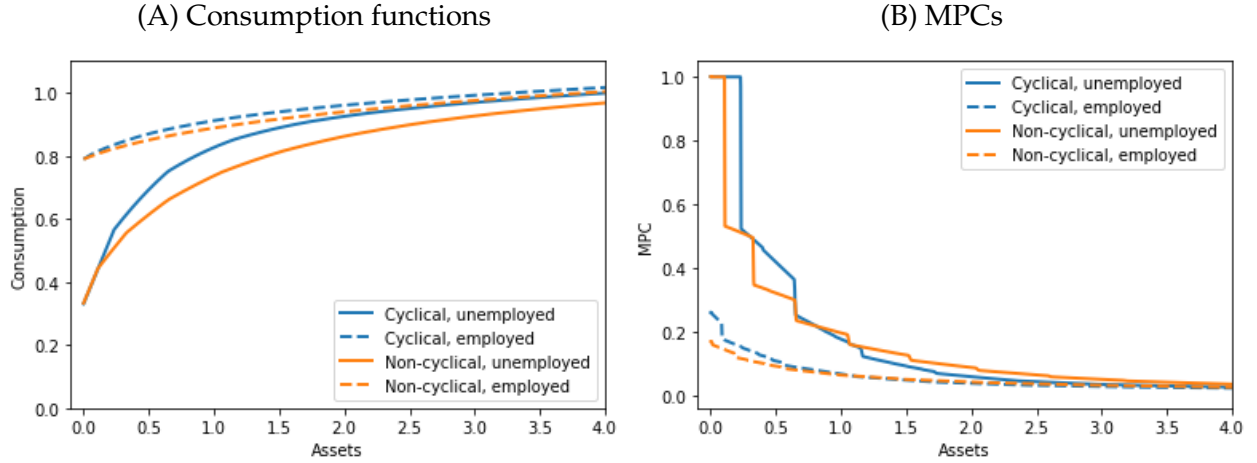 (A) Consumption functions
1.0
0.8
0.6
0.4
0.2
0.0
Consumption
Cyclical, unemployed
Cyclical, employed
Non-cyclical, unemployed
Non-cyclical, employed
0.0 0.5 1.0 1.5 2.0 2.5 3.0 3.5 4.0
Assets
(B) MPCs
1.0
0.8
0.6
0.4
0.2
0.0
MPC
Cyclical, unemployed
Cyclical, employed
Non-cyclical, unemployed
Non-cyclical, employed
0.0 0.5 1.0 1.5 2.0 2.5 3.0 3.5 4.0
Assets